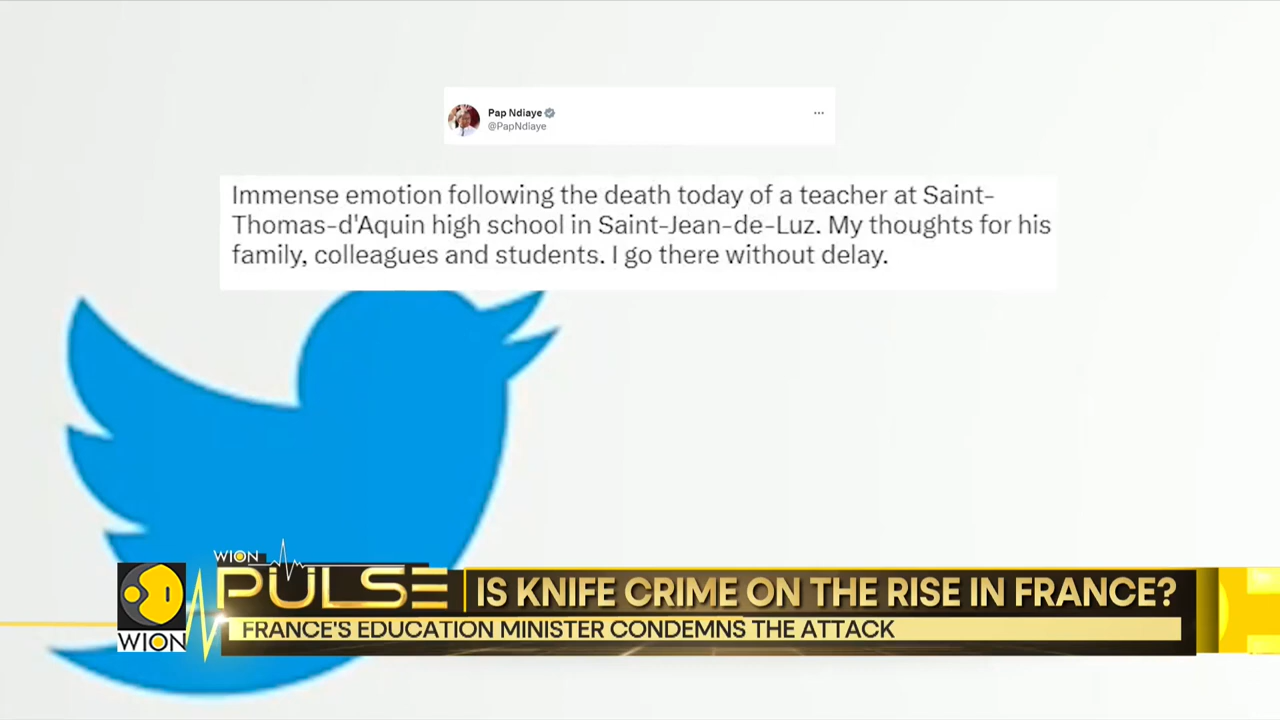 Pap Ndiaye
@PapNdiaye
Immense emotion following the death today of a teacher at Saint-
Thomas-d'Aquin high school in Saint-Jean-de-Luz. My thoughts for his
family, colleagues and students. I go there without delay.
WION
PULSE
IS KNIFE CRIME ON THE RISE IN FRANCE?
WION
FRANCE'S EDUCATION MINISTER CONDEMNS THE ATTACK